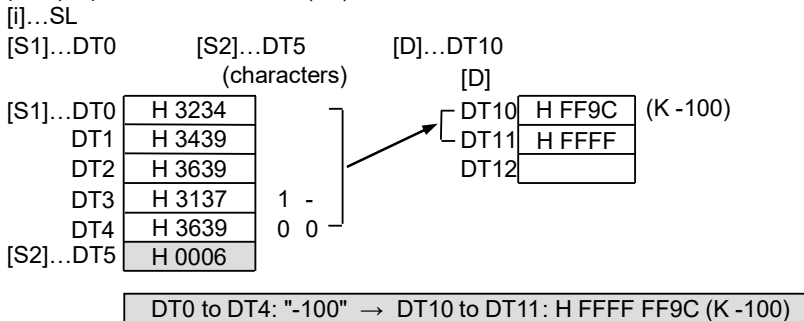 [i]…SL
[S1]…DT0 [S2]…DT5 [D]…DT10
(characters) [D]
[S1]…DT0 H 3234 DT10 H FF9C (K -100)
DT1 H 3439 DT11 H FFFF
DT2 H 3639 DT12
DT3 H 3137 1 -
DT4 H 3639 0 0
[S2]…DT5 H 0006
DT0 to DT4: "-100" → DT10 to DT11: H FFFF FF9C (K -100)